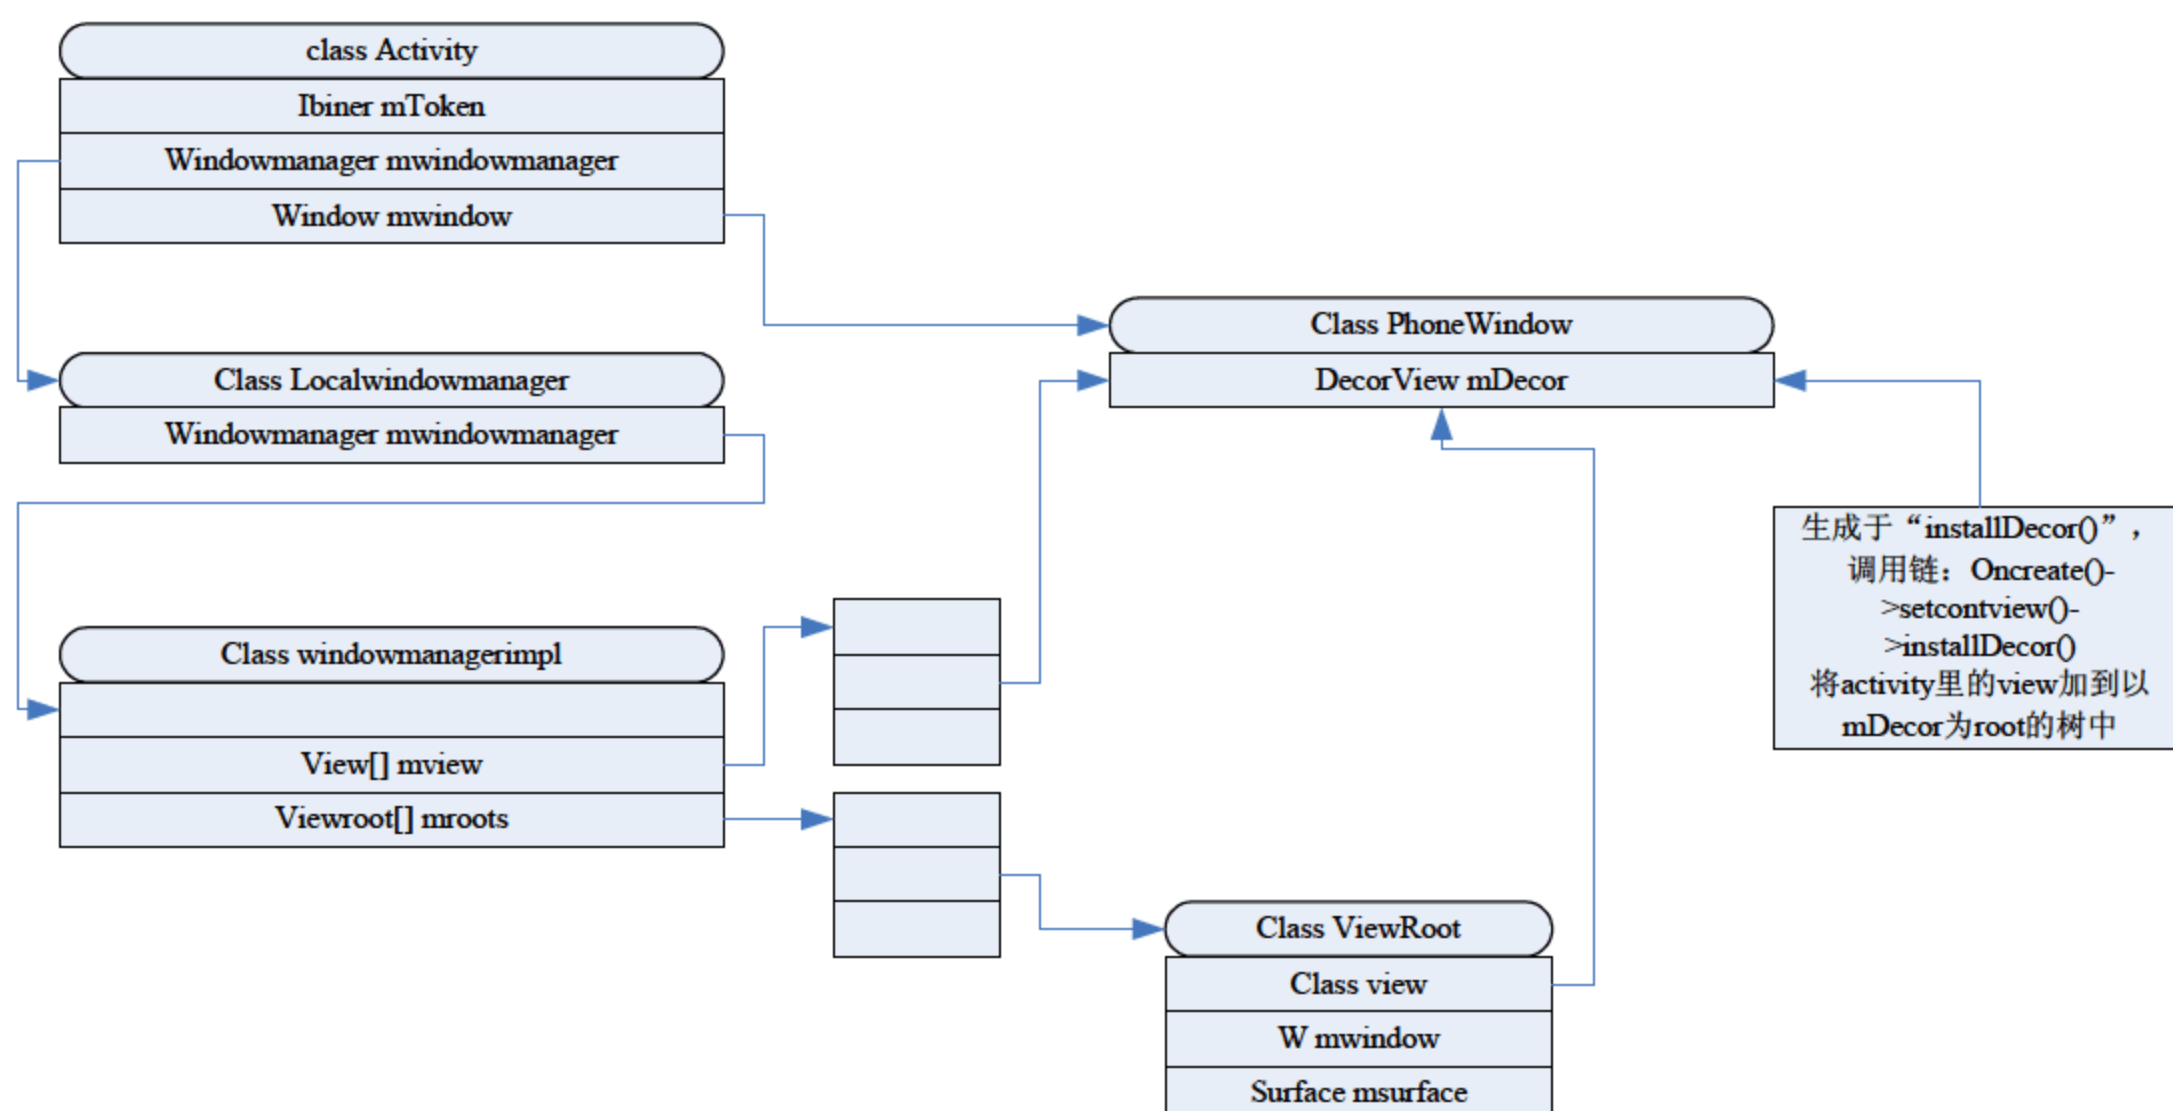 class Activity
Ibiner mToken
Windowmanager mwindowmanager
Window mwindow
Class Localwindowmanager
Windowmanager mwindowmanager
Class windowmanagerimpl
View[] mview
Viewroot[] mroots
Class PhoneWindow
DecorView mDecor
生成于“installDecor()”，
调用链：Oncreate()-
>setcontview()-
>installDecor()
将activity里的view加到以
mDecor为root的树中
Class ViewRoot
Class view
W mwindow
Surface msurface